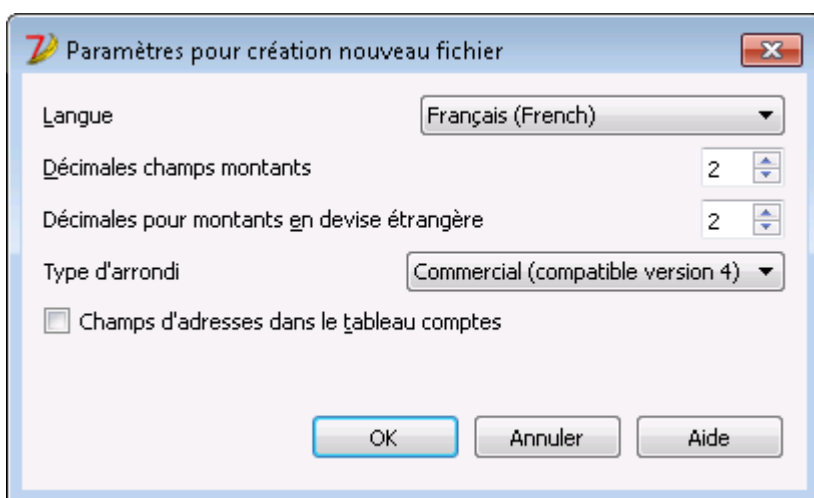 Paramètres pour création nouveau fichier
Langue Français (French)
Décimales champs montants 2
Décimales pour montants en devise étrangère 2
Type d'arrondi Commercial (compatible version 4)
Champs d'adresses dans le tableau comptes
OK Annuler Aide